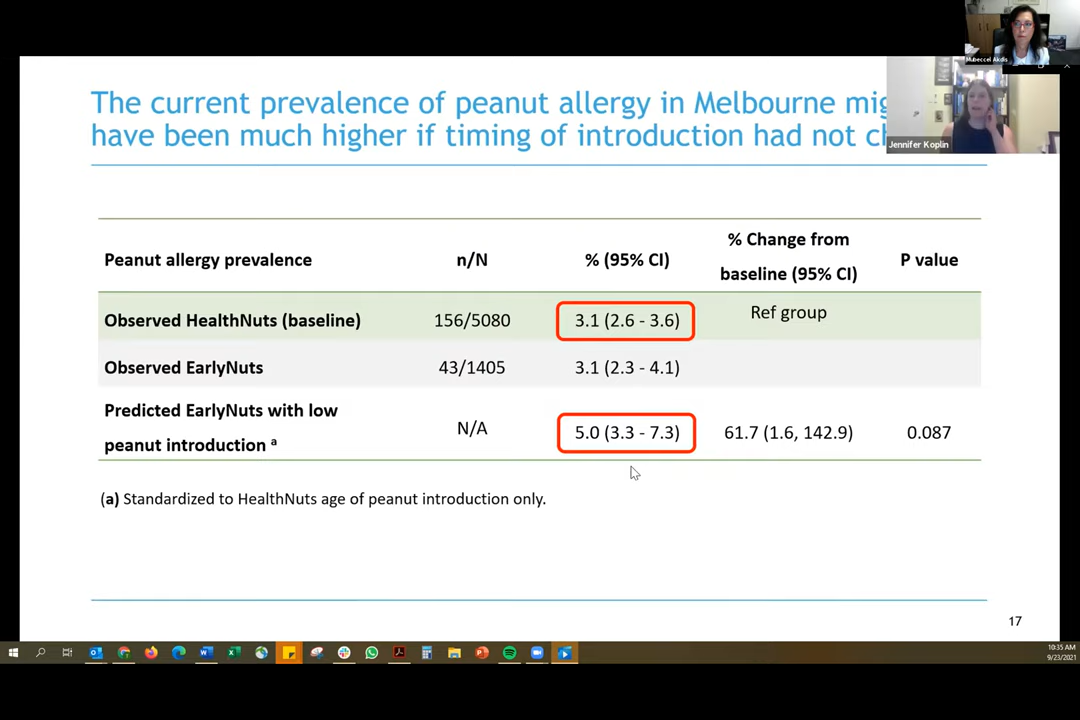 Mubeccel Akdis
The current prevalence of peanut allergy in Melbourne mig
have been much higher if timing of introduction had not ch
Jennifer Koplin
Peanut allergy prevalence n/N % (95% CI) % Change from baseline (95% CI) P value
Observed HealthNuts (baseline) 156/5080 3.1 (2.6 - 3.6) Ref group
Observed EarlyNuts 43/1405 3.1 (2.3 - 4.1)
Predicted EarlyNuts with low
peanut introduction a N/A 5.0 (3.3 - 7.3) 61.7 (1.6, 142.9) 0.087
(a) Standardized to HealthNuts age of peanut introduction only.
17
10:35 AM
9/23/2021